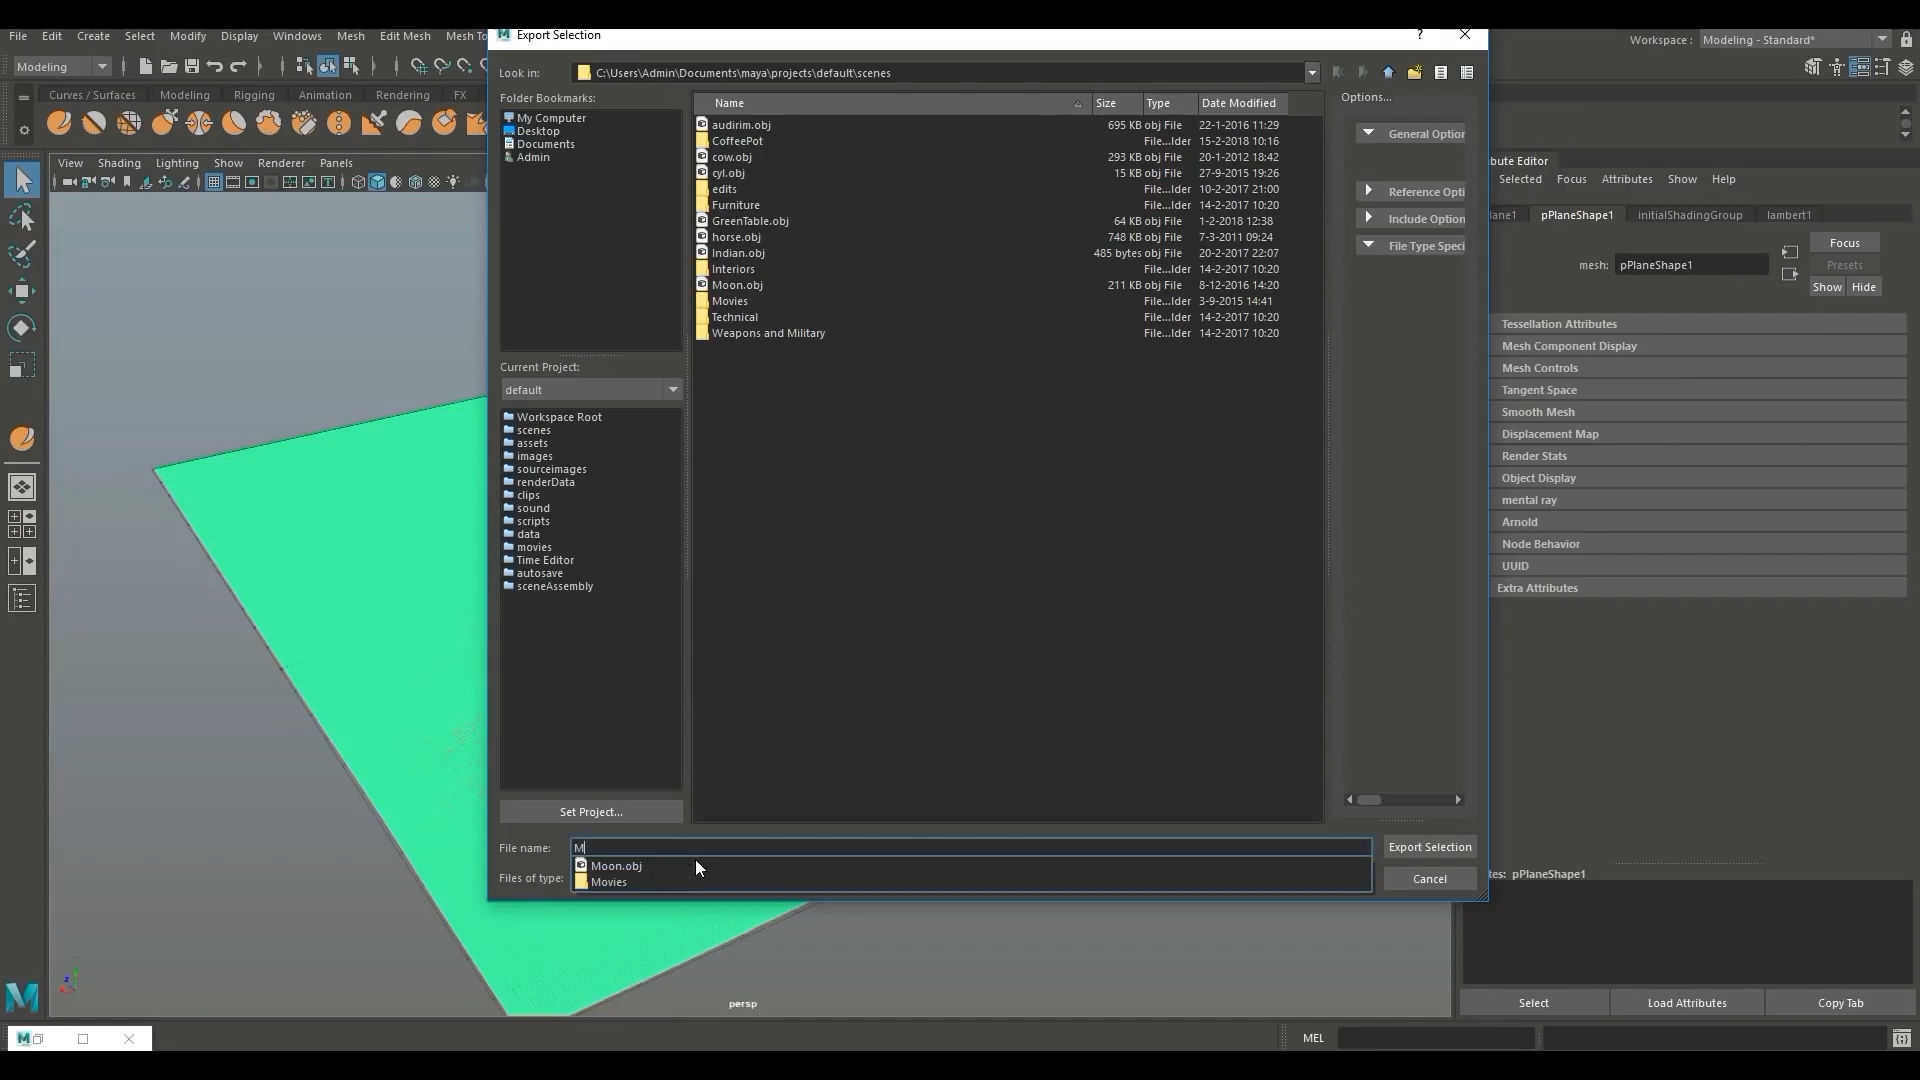 File Edit Create Select Modify Display Windows Mesh Edit Mesh Mesh To
Export Selection
? 
Workspace : Modeling - Standard*
Modeling
Look in: C:\Users\Admin\Documents\maya\projects\default\scenes
Curves / Surfaces Modeling Rigging Animation Rendering FX
Folder Bookmarks:
My Computer
Desktop
Documents
Admin
Name Size Type Date Modified
audirim.obj 695 KB obj File 22-1-2016 11:29
CoffeePot File...lder 15-2-2018 10:16
cow.obj 293 KB obj File 20-1-2012 18:42
cyl.obj 15 KB obj File 27-9-2015 19:26
edits File...lder 10-2-2017 21:00
Furniture File...lder 14-2-2017 10:20
GreenTable.obj 64 KB obj File 1-2-2018 12:38
horse.obj 748 KB obj File 7-3-2011 09:24
Indian.obj 485 bytes obj File 20-2-2017 22:07
Interiors File...lder 14-2-2017 10:20
Moon.obj 211 KB obj File 8-12-2016 14:20
Movies File...lder 3-9-2015 14:41
Technical File...lder 14-2-2017 10:20
Weapons and Military File...lder 14-2-2017 10:20
Options...
General Option
Reference Opti
Include Option
File Type Speci
View Shading Lighting Show Renderer Panels
Current Project:
default
Workspace Root
scenes
assets
images
sourceimages
renderData
clips
sound
scripts
data
movies
Time Editor
autosave
sceneAssembly
Set Project...
File name: M
Moon.obj
Movies
Files of type:
Export Selection
Cancel
bute Editor
Selected Focus Attributes Show Help
lane1 pPlaneShape1 initialShadingGroup lambert1
mesh: pPlaneShape1
Focus
Presets
Show Hide
Tessellation Attributes
Mesh Component Display
Mesh Controls
Tangent Space
Smooth Mesh
Displacement Map
Render Stats
Object Display
mental ray
Arnold
Node Behavior
UUID
Extra Attributes
tes: pPlaneShape1
Select Load Attributes Copy Tab
persp
MEL